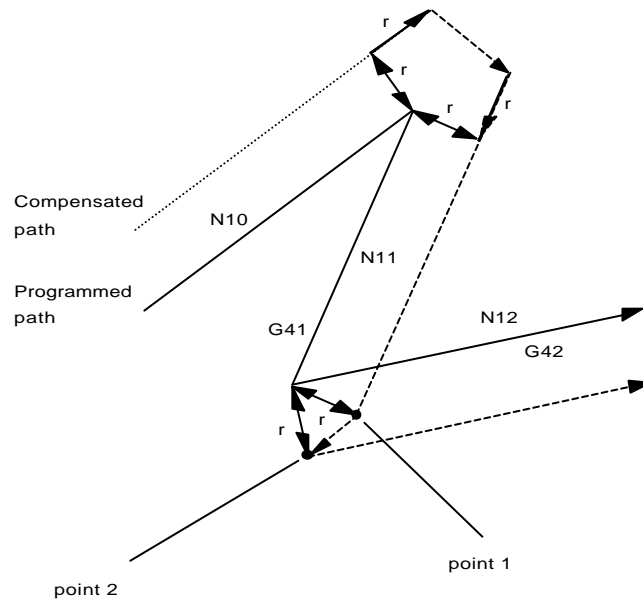 r
r
r
r
Compensated
path
N10
N11
Programmed
path
N12
G41
G42
r
r
point 1
point 2